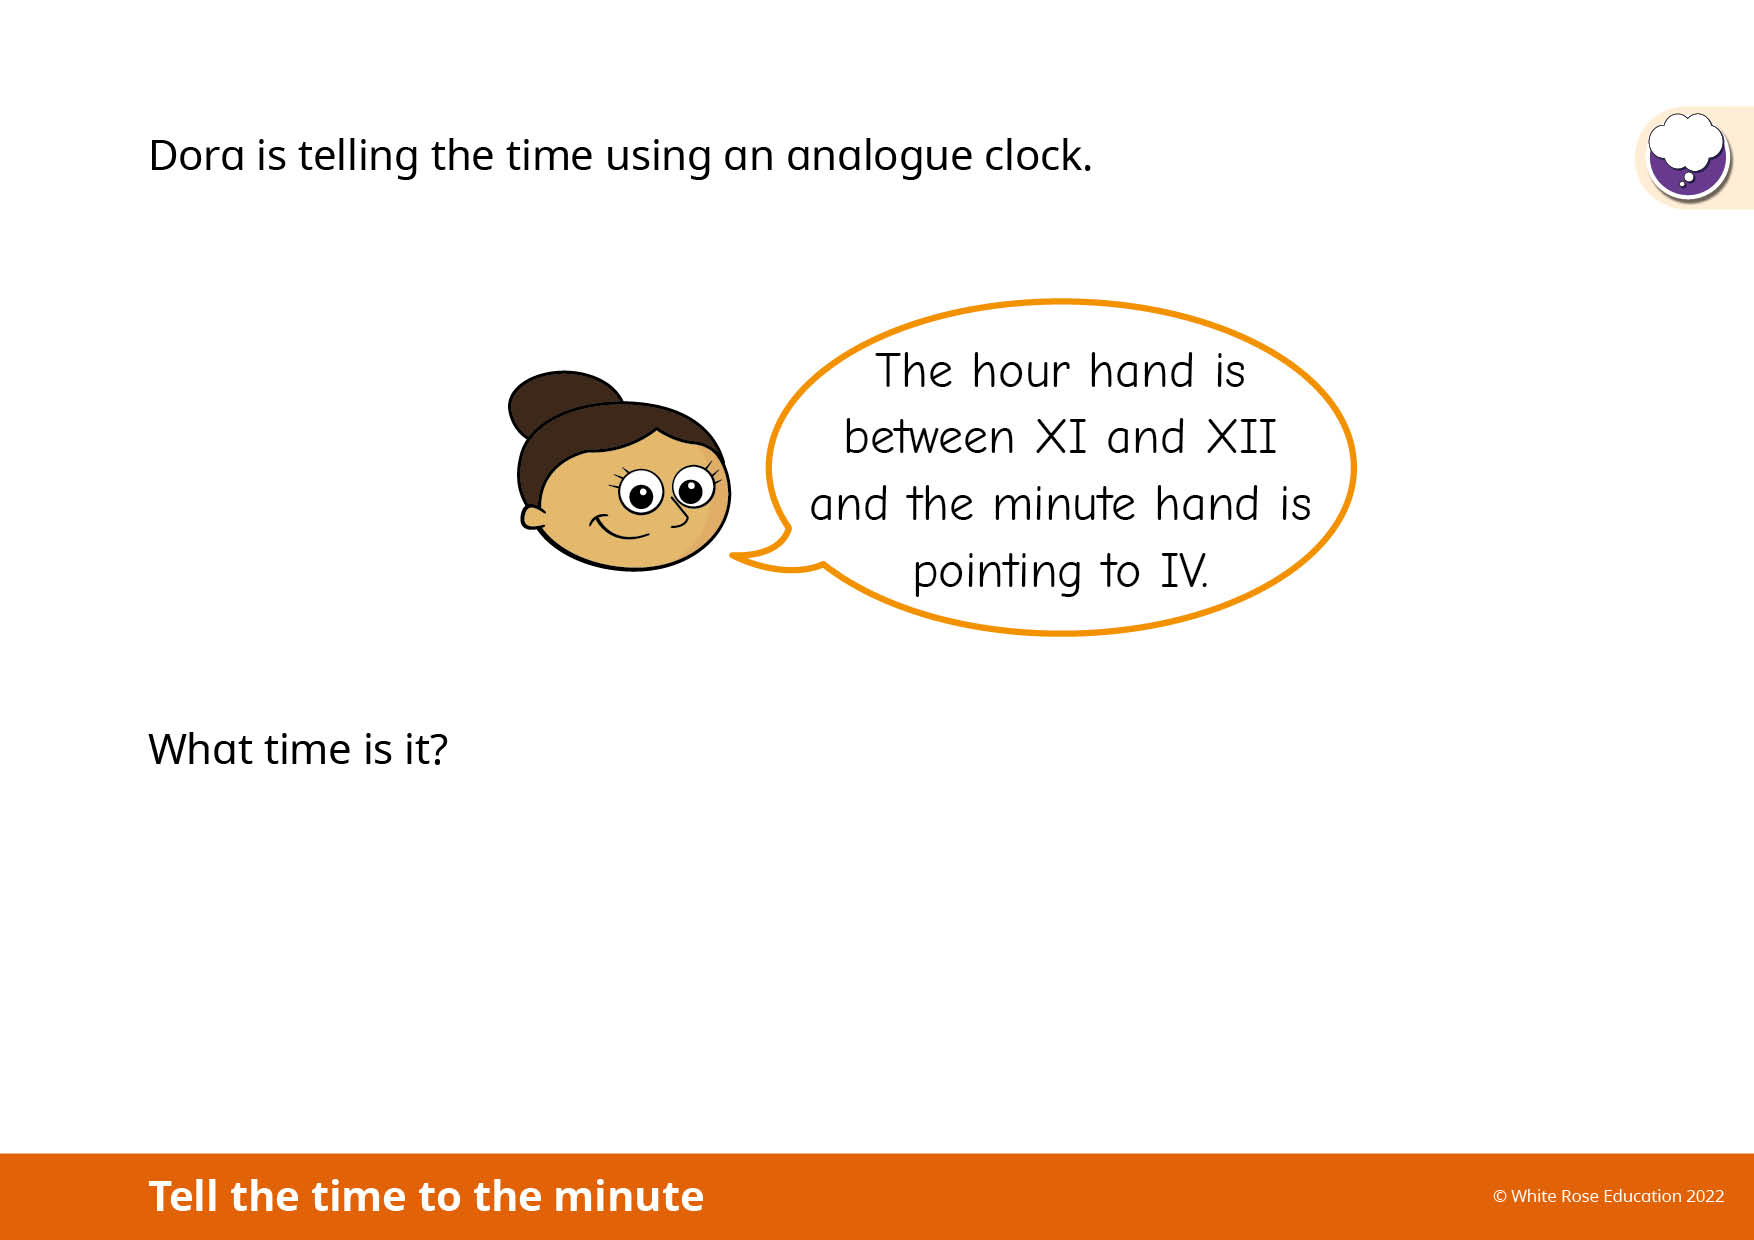 Dora is telling the time using an analogue clock.
The hour hand is
between XI and XII
and the minute hand is
pointing to IV.
What time is it?
Tell the time to the minute
© White Rose Education 2022